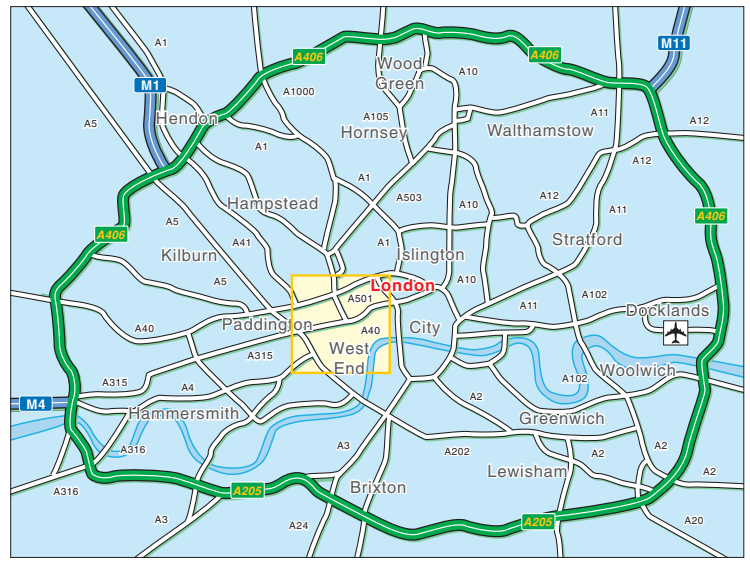 A1
M11
A406
A406
Wood
Green
A10
M1
A1000
A105
A11
Hendon
A5
Hornsey
Walthamstow
A12
A1
A12
A1
A503
A12
Hampstead
A10
A11
A406
A5
A406
A41
A1
Stratford
Kilburn
Islington
A5
A10
London
A501
A102
A11
Docklands
Paddington
A40
A40
City
A315
West
End
Woolwich
A315
A4
A102
M4
A2
Hammersmith
Greenwich
A316
A3
A202
A2
A2
Lewisham
A2
A316
A205
Brixton
A3
A24
A205
A20